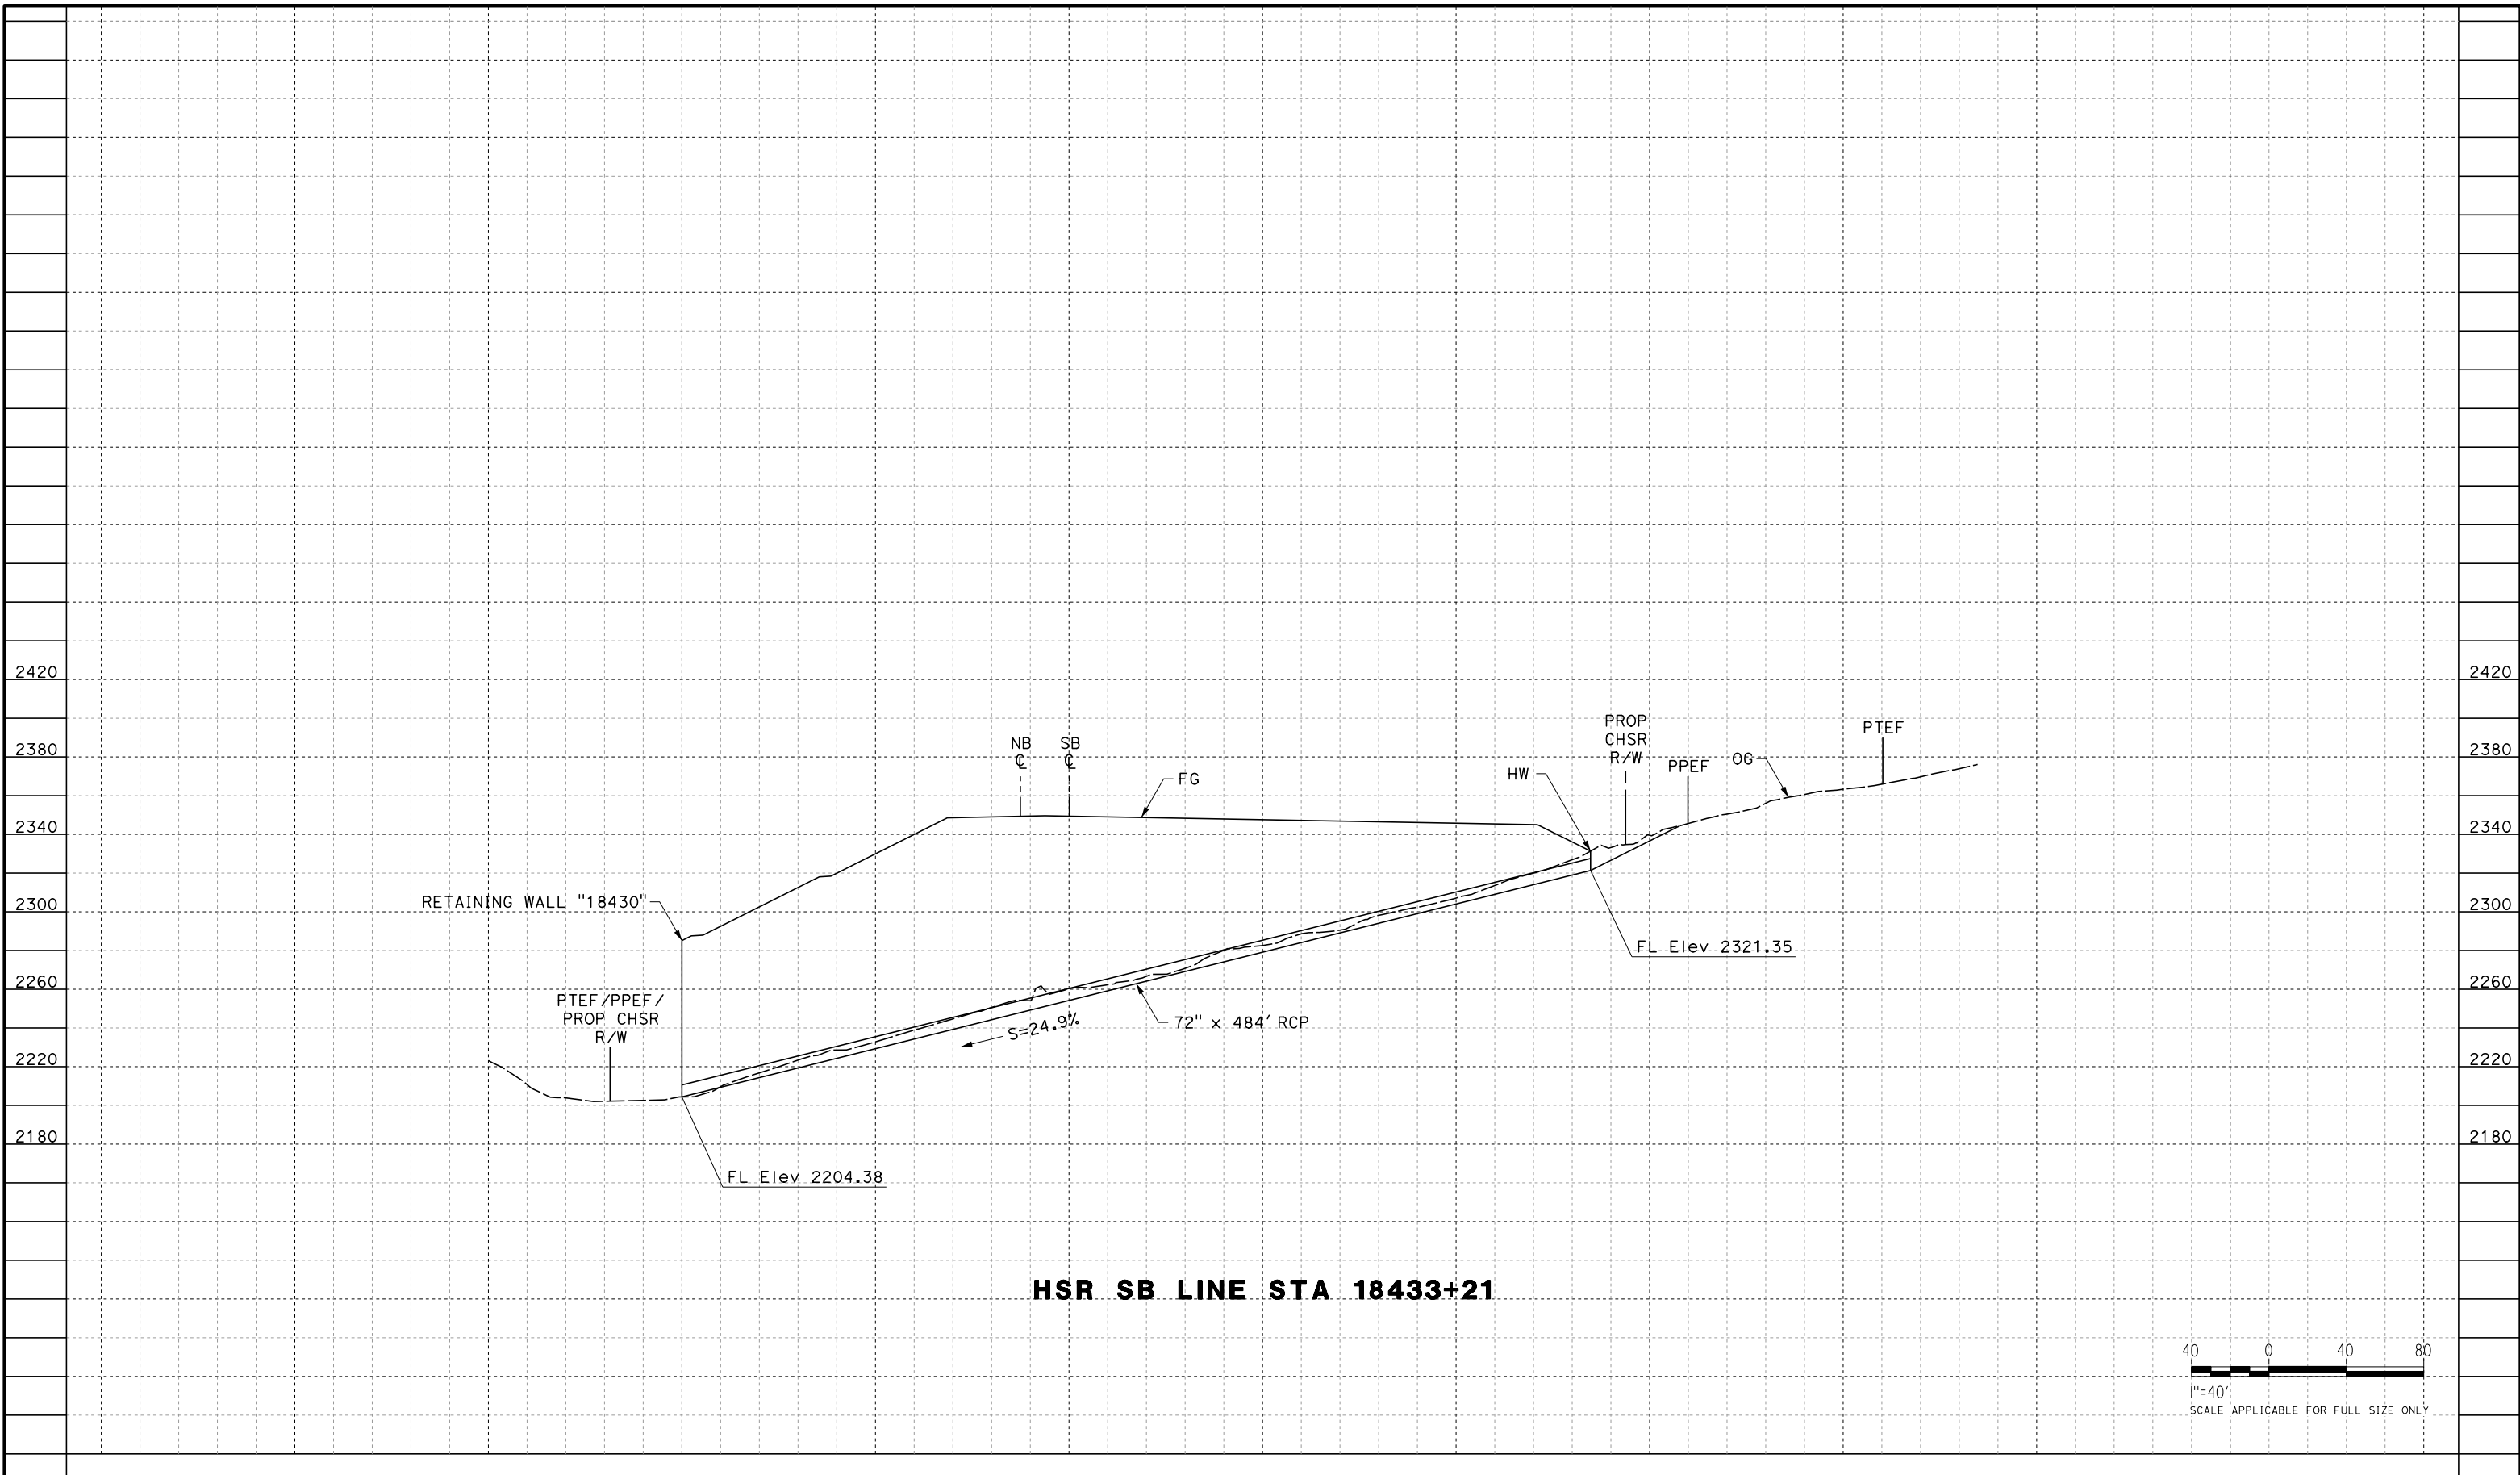 2420
2420
PROP
CHSR
R/W
PTEF
NB
℄
SB
℄
2380
2380
OG
PPEF
HW
FG
2340
2340
RETAINING WALL "18430"
2300
2300
FL Elev 2321.35
2260
2260
PTEF/PPEF/
PROP CHSR
R/W
S=24.9%
72" x 484' RCP
2220
2220
2180
2180
FL Elev 2204.38
HSR SB LINE STA 18433+21
40 0 40 80
1"=40'
SCALE APPLICABLE FOR FULL SIZE ONLY